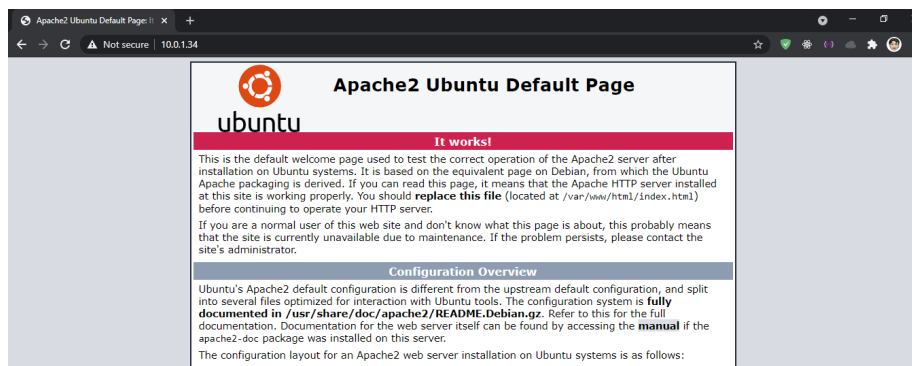 Apache2 Ubuntu Default Page: It
Not secure | 10.0.1.34
ubuntu
Apache2 Ubuntu Default Page
It works!
This is the default welcome page used to test the correct operation of the Apache2 server after
installation on Ubuntu systems. It is based on the equivalent page on Debian, from which the Ubuntu
Apache packaging is derived. If you can read this page, it means that the Apache HTTP server installed
at this site is working properly. You should replace this file (located at /var/www/html/index.html)
before continuing to operate your HTTP server.
If you are a normal user of this web site and don't know what this page is about, this probably means
that the site is currently unavailable due to maintenance. If the problem persists, please contact the
site's administrator.
Configuration Overview
Ubuntu's Apache2 default configuration is different from the upstream default configuration, and split
into several files optimized for interaction with Ubuntu tools. The configuration system is fully
documented in /usr/share/doc/apache2/README.Debian.gz. Refer to this for the full
documentation. Documentation for the web server itself can be found by accessing the manual if the
apache2-doc package was installed on this server.
The configuration layout for an Apache2 web server installation on Ubuntu systems is as follows: